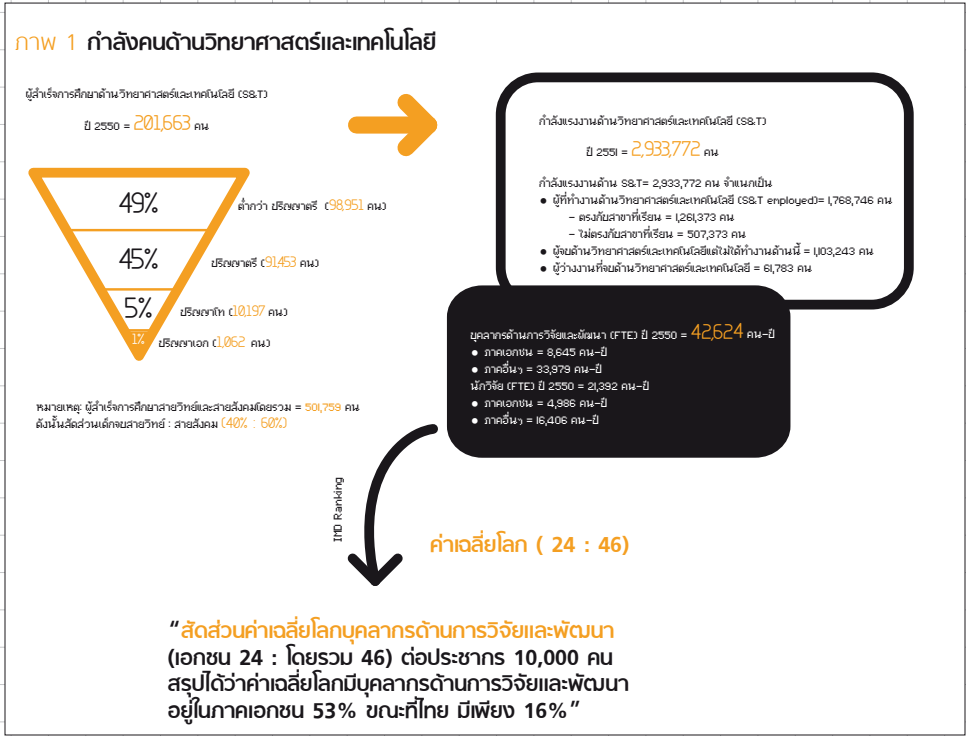 ภาพ 1 กำลังคนด้านวิทยาศาสตร์และเทคโนโลยี
ผู้สำเร็จการศึกษาด้านวิทยาศาสตร์และเทคโนโลยี (S&T)
ปี 2550 = 201,663 คน
49%
ต่ำกว่า ปริญญาตรี (98,951 คน)
45%
ปริญญาตรี (91,453 คน)
5%
ปริญญาโท (10,197 คน)
1%
ปริญญาเอก (1,062 คน)
หมายเหตุ: ผู้สำเร็จการศึกษาสายวิทย์และสายสังคมโดยรวม = 501,759 คน
ดังนั้นสัดส่วนเด็กจบสายวิทย์ : สายสังคม (40% : 60%)
กำลังแรงงานด้านวิทยาศาสตร์และเทคโนโลยี (S&T)
ปี 2551 = 2,933,772 คน
กำลังแรงงานด้าน S&T= 2,933,772 คน จำแนกเป็น
● ผู้ที่ทำงานด้านวิทยาศาสตร์และเทคโนโลยี (S&T employed)= 1,768,746 คน
– ตรงกับสาขาที่เรียน = 1,261,373 คน
– ไม่ตรงกับสาขาที่เรียน = 507,373 คน
● ผู้จบด้านวิทยาศาสตร์และเทคโนโลยีแต่ไม่ได้ทำงานด้านนี้ = 1,103,243 คน
● ผู้ว่างงานที่จบด้านวิทยาศาสตร์และเทคโนโลยี = 61,783 คน
บุคลากรด้านการวิจัยและพัฒนา (FTE) ปี 2550 = 42,624 คน–ปี
● ภาคเอกชน = 8,645 คน–ปี
● ภาคอื่นๆ = 33,979 คน–ปี
นักวิจัย (FTE) ปี 2550 = 21,392 คน–ปี
● ภาคเอกชน = 4,986 คน–ปี
● ภาคอื่นๆ = 16,406 คน–ปี
IMD Ranking
ค่าเฉลี่ยโลก ( 24 : 46)
“สัดส่วนค่าเฉลี่ยโลกบุคลากรด้านการวิจัยและพัฒนา
(เอกชน 24 : โดยรวม 46) ต่อประชากร 10,000 คน
สรุปได้ว่าค่าเฉลี่ยโลกมีบุคลากรด้านการวิจัยและพัฒนา
อยู่ในภาคเอกชน 53% ขณะที่ไทย มีเพียง 16%”